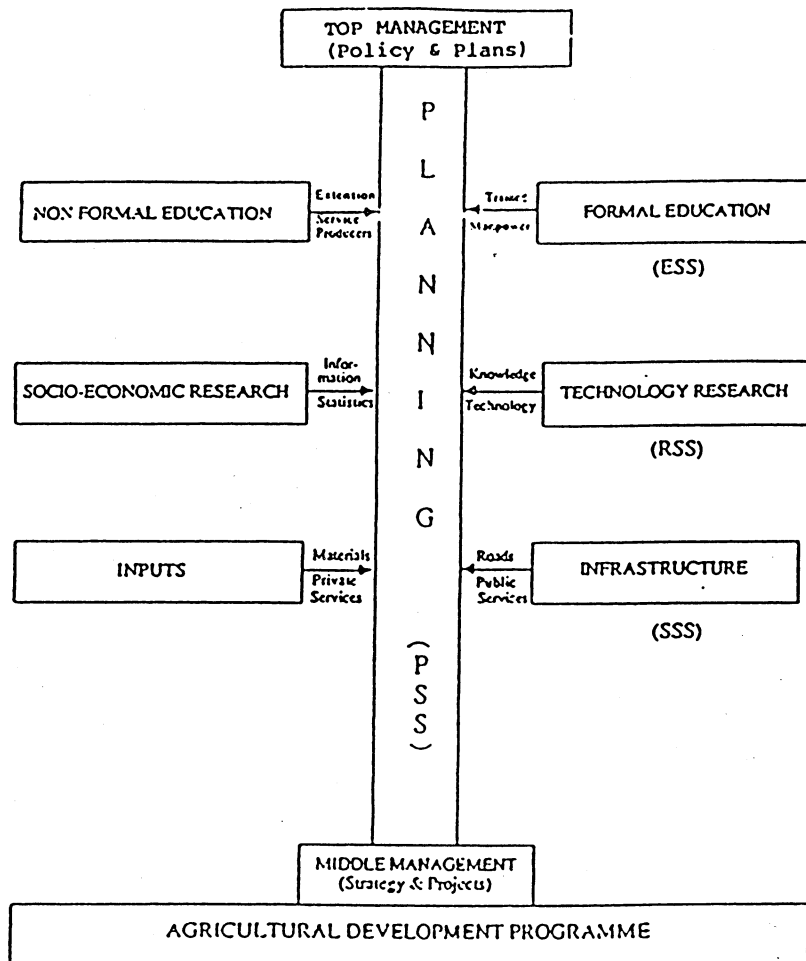 TOP MANAGEMENT
(Policy & Plans)
P
L
A
N
N
I
N
G
(PSS)
NON FORMAL EDUCATION
Extention
Service
Producers
Manpower
FORMAL EDUCATION
(ESS)
SOCIO-ECONOMIC RESEARCH
Infor-
mation
Statistics
Knowledge
Technology
TECHNOLOGY RESEARCH
(RSS)
INPUTS
Materials
Private
Services
Roads
Public
Services
INFRASTRUCTURE
(SSS)
MIDDLE MANAGEMENT
(Strategy & Projects)
AGRICULTURAL DEVELOPMENT PROGRAMME